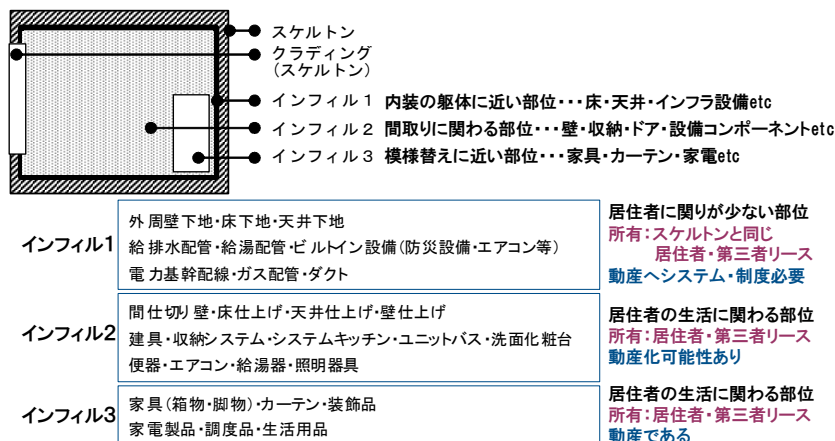 スケルトン
クラディング
(スケルトン)
インフィル1 内装の躯体に近い部位・・・床・天井・インフラ設備etc
インフィル2 間取りに関わる部位・・・壁・収納・ドア・設備コンポーネントetc
インフィル3 模様替えに近い部位・・・家具・カーテン・家電etc
インフィル1
外周壁下地・床下地・天井下地
給排水配管・給湯配管・ビルトイン設備(防災設備・エアコン等)
電力基幹配線・ガス配管・ダクト
居住者に関りが少ない部位
所有:スケルトンと同じ
居住者・第三者リース
動産へシステム・制度必要
インフィル2
間仕切り壁・床仕上げ・天井仕上げ・壁仕上げ
建具・収納システム・システムキッチン・ユニットバス・洗面化粧台
便器・エアコン・給湯器・照明器具
居住者の生活に関わる部位
所有:居住者・第三者リース
動産化可能性あり
インフィル3
家具(箱物・脚物)・カーテン・装飾品
家電製品・調度品・生活用品
居住者の生活に関わる部位
所有:居住者・第三者リース
動産である